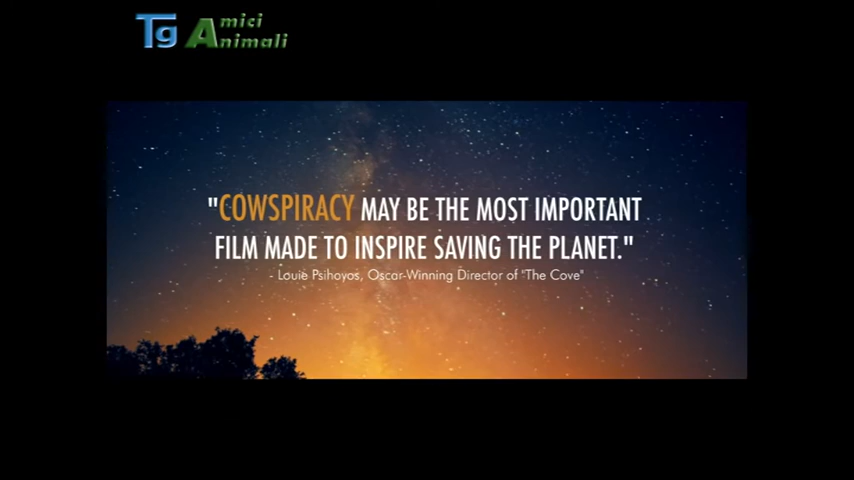 Tg Amici
Animali
"COWSPIRACY MAY BE THE MOST IMPORTANT
FILM MADE TO INSPIRE SAVING THE PLANET."
- Louie Psihoyos, Oscar-Winning Director of "The Cove"